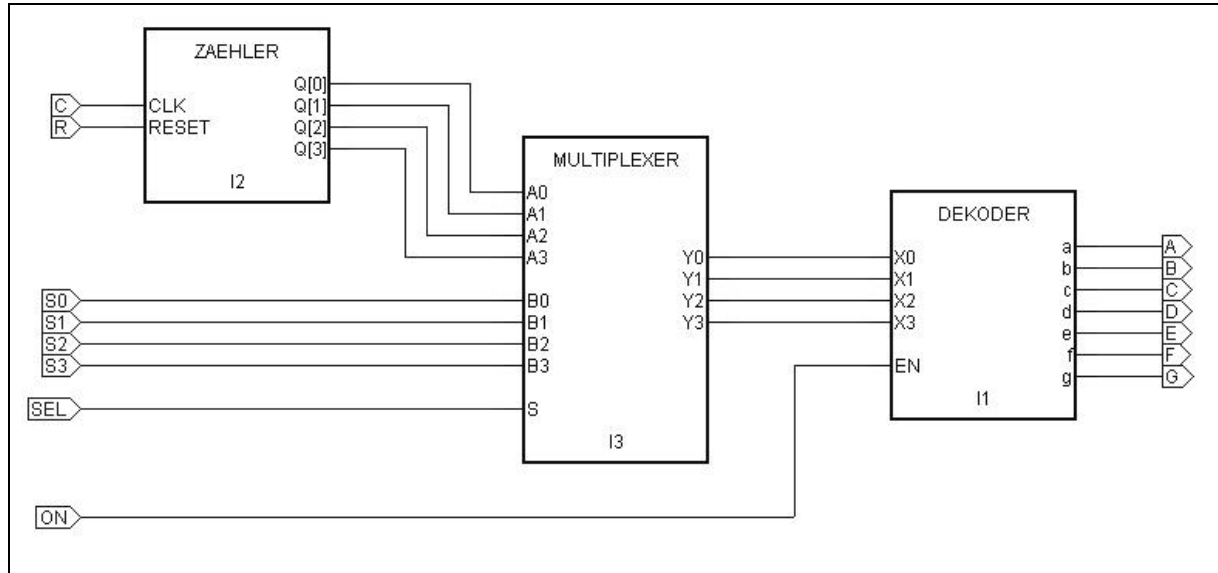 ZAEHLER
C
R
CLK
RESET
Q[0]
Q[1]
Q[2]
Q[3]
I2
MULTIPLEXER
A0
A1
A2
A3
S0
S1
S2
S3
B0
B1
B2
B3
SEL
S
Y0
Y1
Y2
Y3
I3
DEKODER
X0
X1
X2
X3
EN
a
b
c
d
e
f
g
I1
A
B
C
D
E
F
G
ON